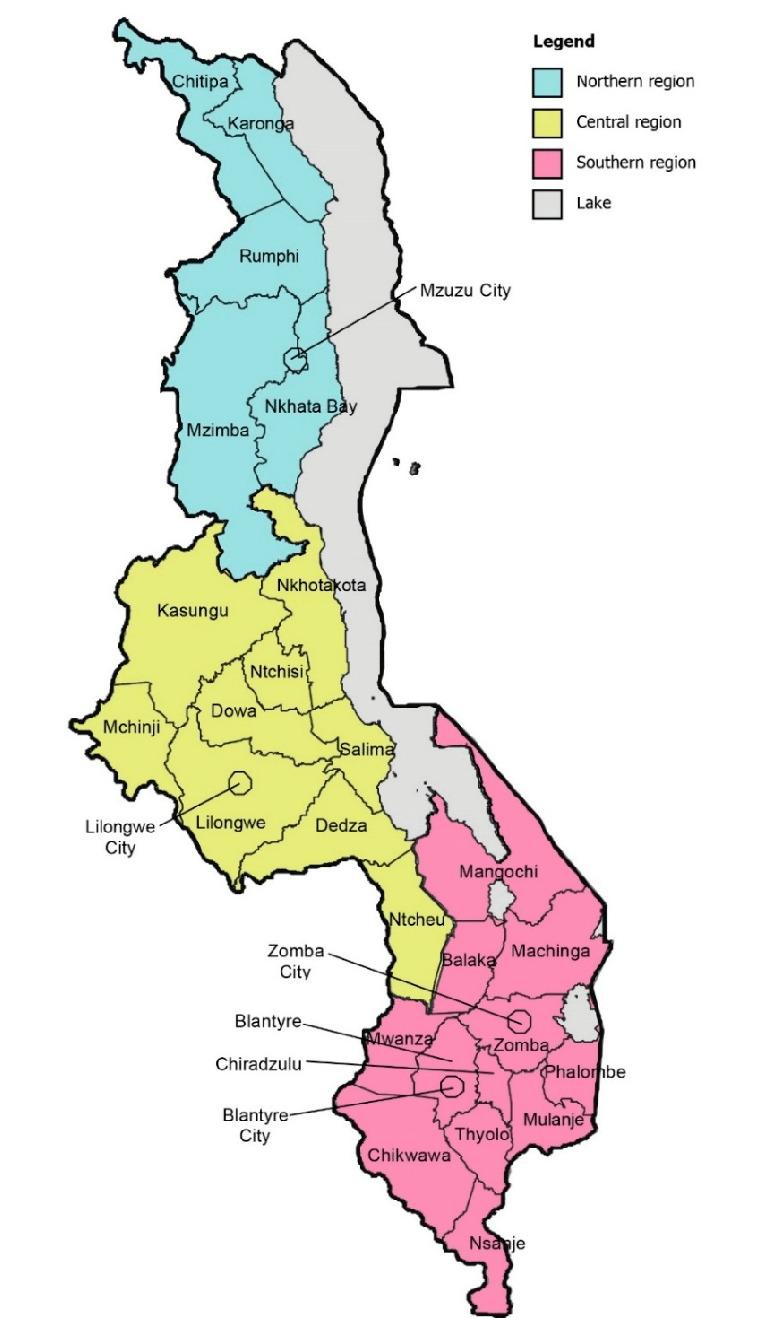 Legend
Northern region
Central region
Southern region
Lake
Chitipa
Karonga
Rumphi
Mzuzu City
Nkhata Bay
Mzimba
Nkhotakota
Kasungu
Ntchisi
Dowa
Mchinji
Salima
Lilongwe
City
Lilongwe
Dedza
Mangochi
Ntcheu
Zomba
City
Balaka
Machinga
Blantyre
Mwanza
Zomba
Chiradzulu
Phalombe
Blantyre
City
Mulanje
Thyolo
Chikwawa
Nsanje